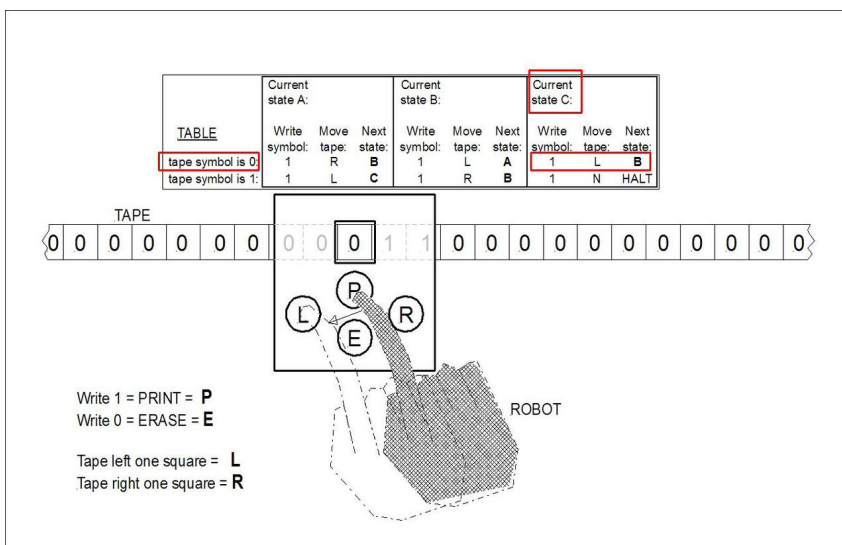 Current state A: Current state B: Current state C:
TABLE Write symbol: Move tape: Next state: Write symbol: Move tape: Next state: Write symbol: Move tape: Next state:
tape symbol is 0: 1 R B 1 L A 1 L B
tape symbol is 1: 1 L C 1 R B 1 N HALT
TAPE
0 0 0 0 0 0 0 0 0 0 1 1 0 0 0 0 0 0 0 0 0 0 0
P
L R
E
Write 1 = PRINT = P
Write 0 = ERASE = E
ROBOT
Tape left one square = L
Tape right one square = R